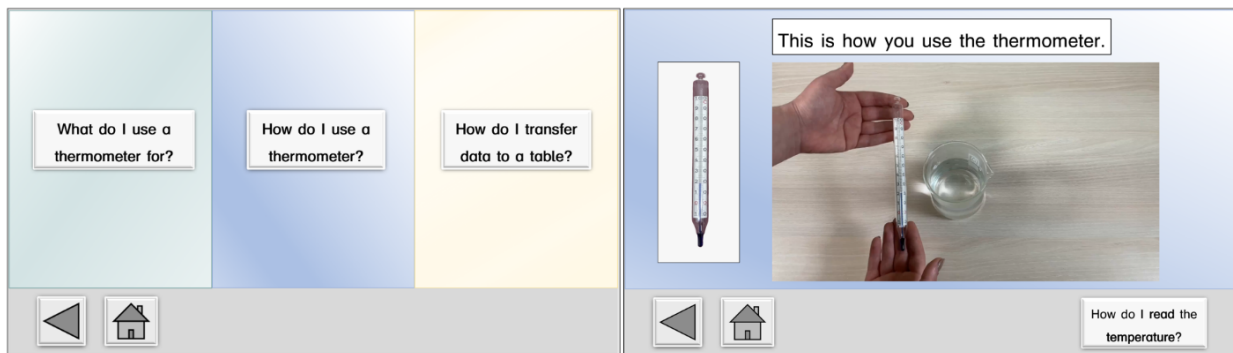 What do I use a
thermometer for?
How do I use a
thermometer?
How do I transfer
data to a table?
This is how you use the thermometer.
How do I read the
temperature?